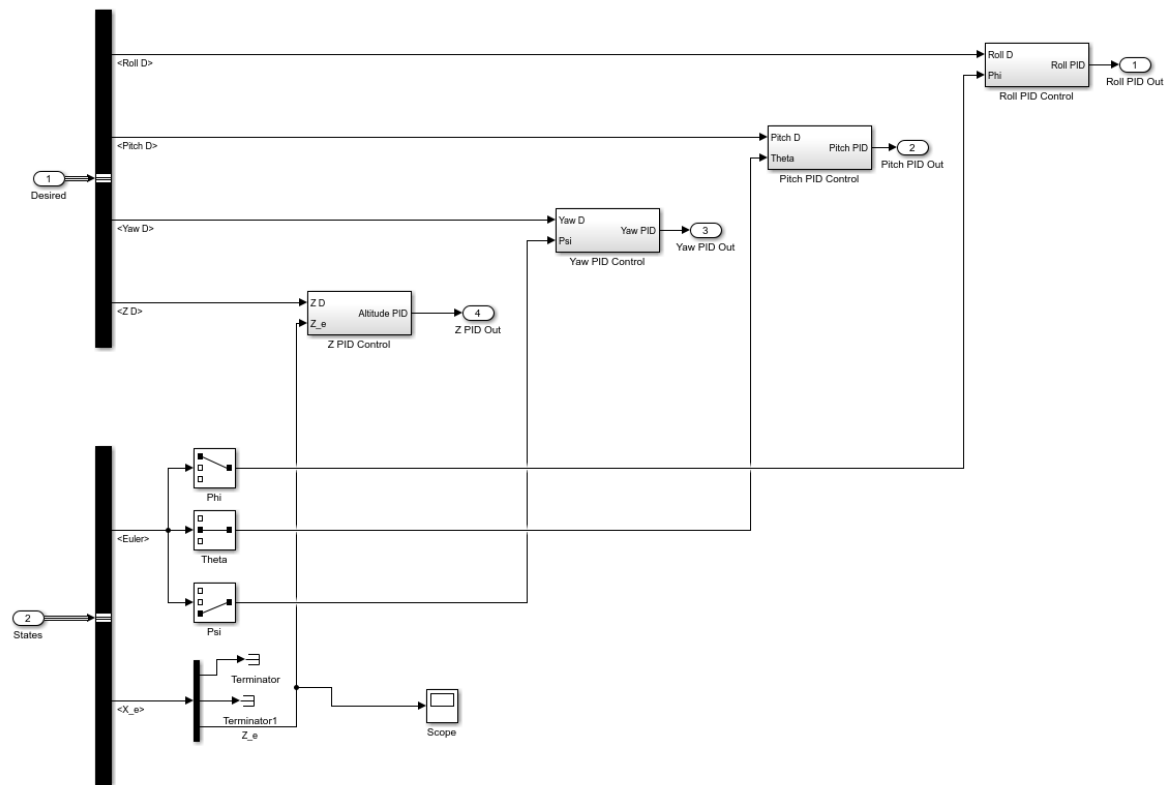 <Roll D>
Roll D
Roll PID
Phi
1
Roll PID Control
Roll PID Out
<Pitch D>
Pitch D
Pitch PID
Theta
2
Pitch PID Control
Pitch PID Out
1
Desired
<Yaw D>
Yaw D
Yaw PID
Psi
3
Yaw PID Control
Yaw PID Out
<Z D>
Z D
Altitude PID
Z_e
4
Z PID Control
Z PID Out
Phi
<Euler>
Theta
2
States
Psi
Terminator
<X_e>
Terminator1
Z_e
Scope